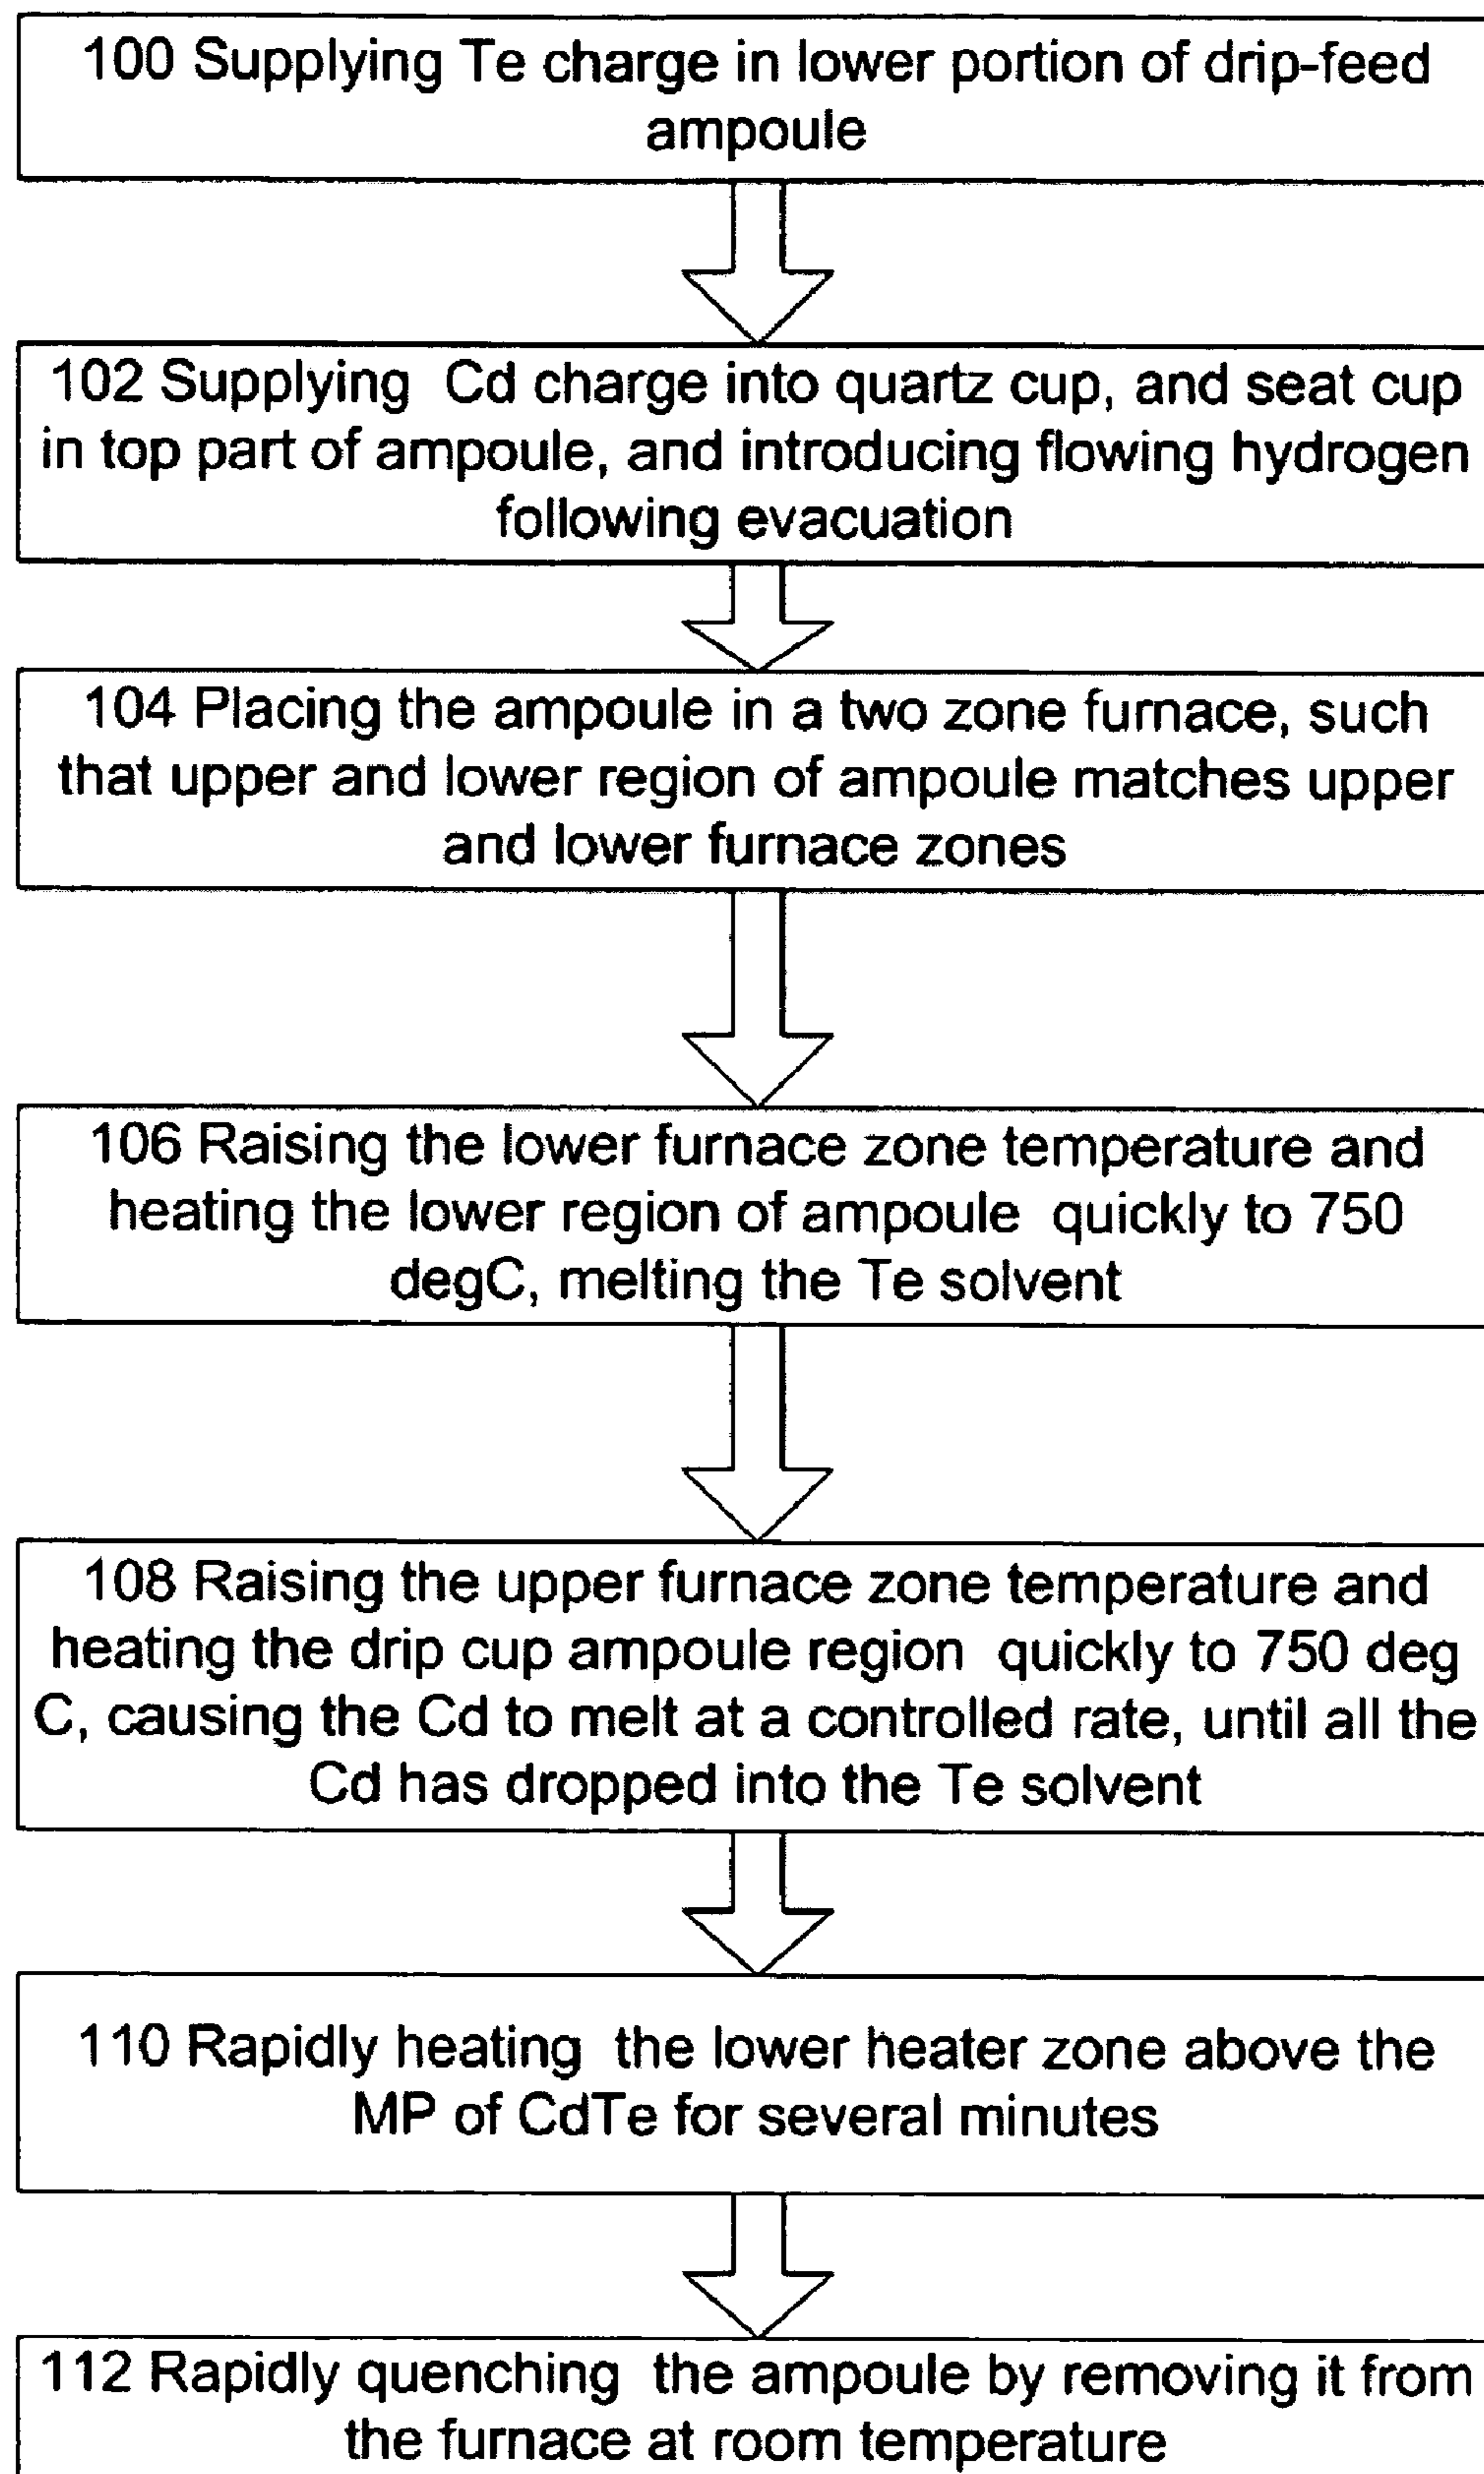 100 Supplying Te charge in lower portion of drip-feed
ampoule
102 Supplying Cd charge into quartz cup, and seat cup
in top part of ampoule, and introducing flowing hydrogen
following evacuation
104 Placing the ampoule in a two zone furnace, such
that upper and lower region of ampoule matches upper
and lower furnace zones
106 Raising the lower furnace zone temperature and
heating the lower region of ampoule quickly to 750
degC, melting the Te solvent
108 Raising the upper furnace zone temperature and
heating the drip cup ampoule region quickly to 750 deg
C, causing the Cd to melt at a controlled rate, until all the
Cd has dropped into the Te solvent
110 Rapidly heating the lower heater zone above the
MP of CdTe for several minutes
112 Rapidly quenching the ampoule by removing it from
the furnace at room temperature